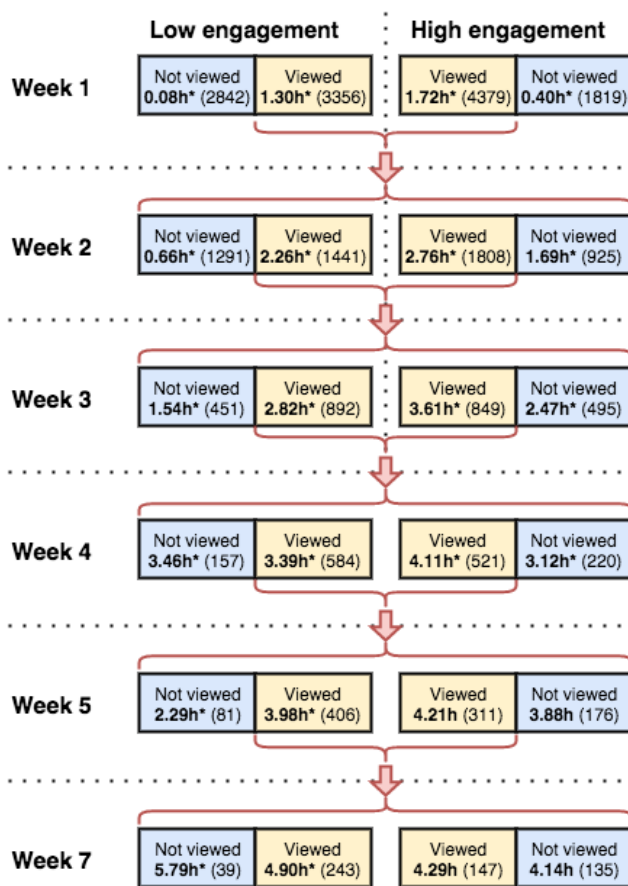 Low engagement High engagement
Week 1
Not viewed Viewed Viewed Not viewed
0.08h* (2842) 1.30h* (3356) 1.72h* (4379) 0.40h* (1819)
Week 2
Not viewed Viewed Viewed Not viewed
0.66h* (1291) 2.26h* (1441) 2.76h* (1808) 1.69h* (925)
Week 3
Not viewed Viewed Viewed Not viewed
1.54h* (451) 2.82h* (892) 3.61h* (849) 2.47h* (495)
Week 4
Not viewed Viewed Viewed Not viewed
3.46h* (157) 3.39h* (584) 4.11h* (521) 3.12h* (220)
Week 5
Not viewed Viewed Viewed Not viewed
2.29h* (81) 3.98h* (406) 4.21h (311) 3.88h (176)
Week 7
Not viewed Viewed Viewed Not viewed
5.79h* (39) 4.90h* (243) 4.29h (147) 4.14h (135)